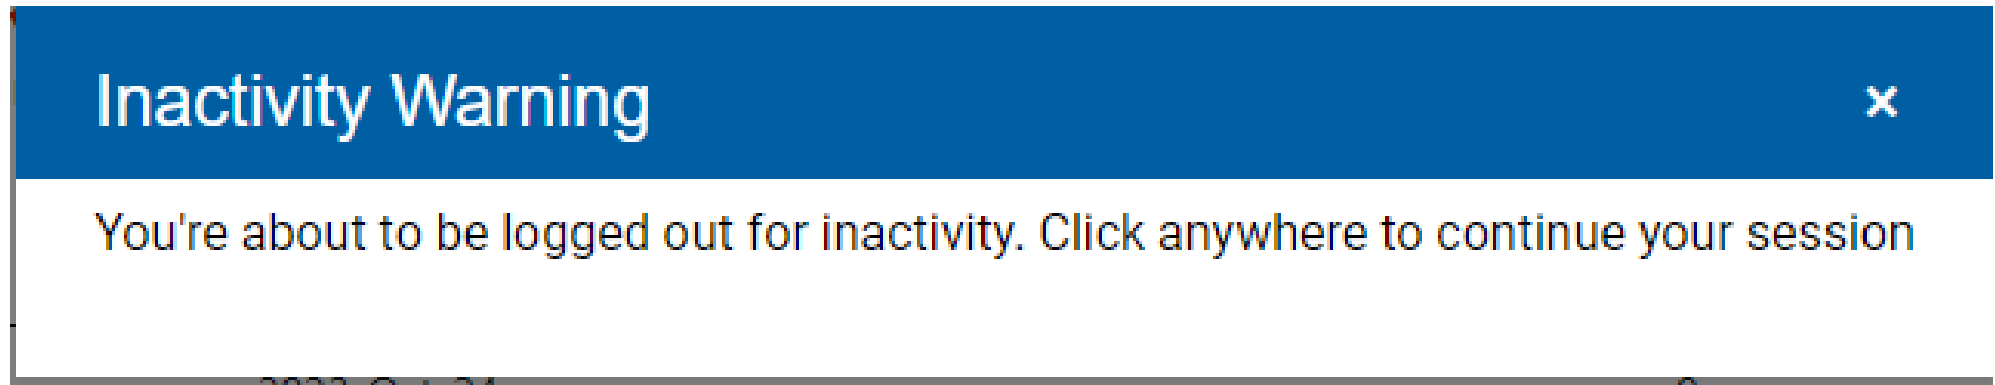 Inactivity Warning ×
You're about to be logged out for inactivity. Click anywhere to continue your session